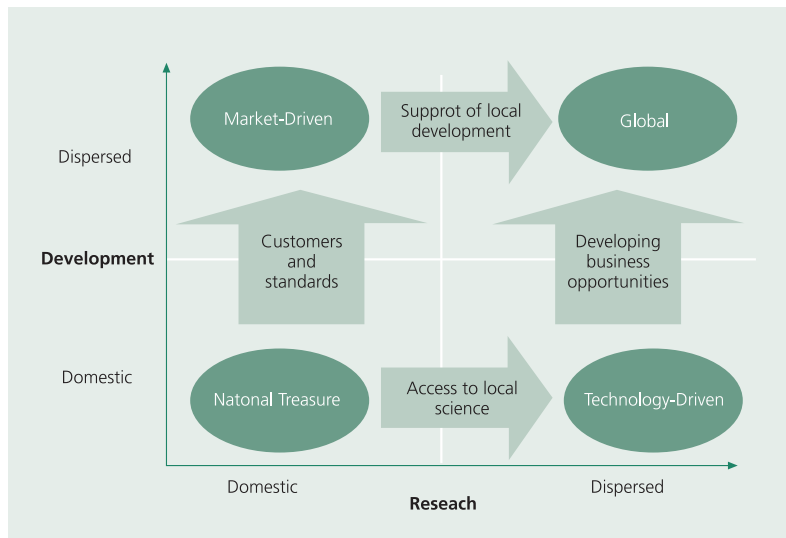 Market-Driven
Supprot of local
development
Global
Dispersed
Development
Customers
and
standards
Developing
business
opportunities
Domestic
Natonal Treasure
Access to local
science
Technology-Driven
Domestic
Reseach
Dispersed